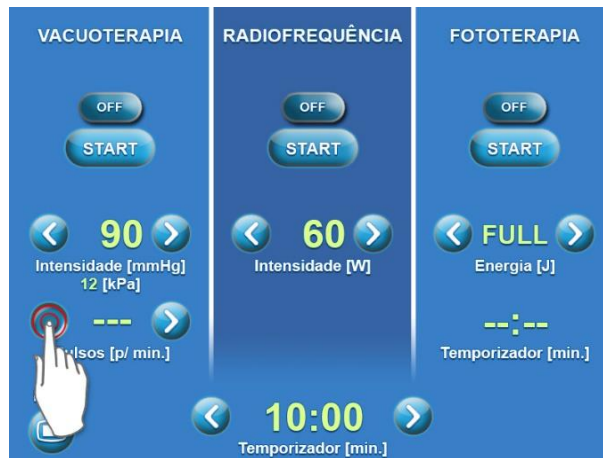 VACUOTERAPIA
OFF
START
90
Intensidade [mmHg]
12 [kPa]
---
ulsos [p/ min.]
RADIOFREQUÊNCIA
OFF
START
60
Intensidade [W]
FOTOTERAPIA
OFF
START
FULL
Energia [J]
--:--
Temporizador [min.]
10:00
Temporizador [min.]